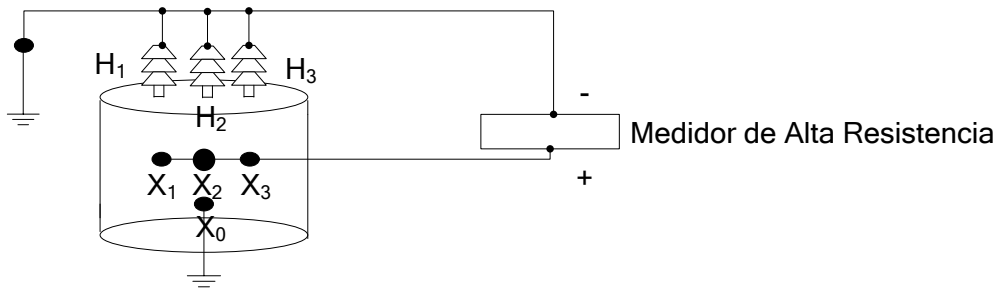 H₁
H₃
H₂
-
Medidor de Alta Resistencia
+
X₁
X₂
X₃
X₀